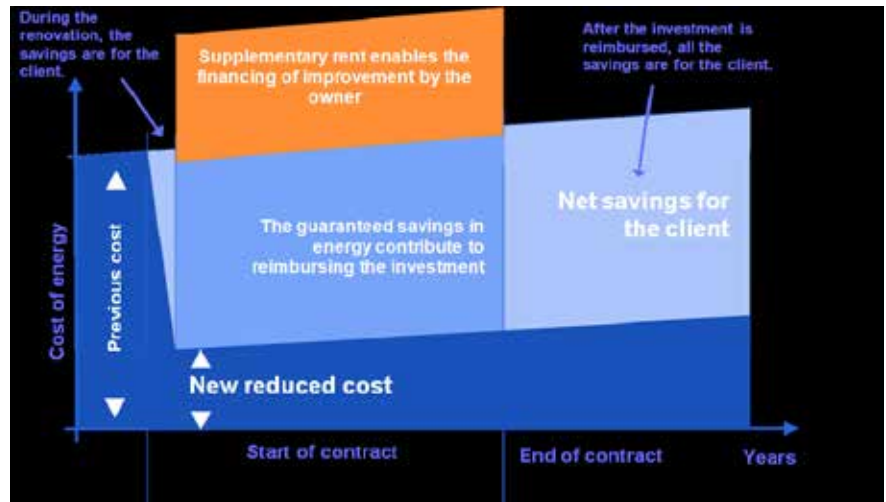 During the
renovation, the
savings are for the
client.
Supplementary rent enables the
financing of improvement by the
owner
After the investment is
reimbursed, all the
savings are for the client.
Cost of energy
Previous cost
The guaranteed savings in
energy contribute to
reimbursing the investment
Net savings for
the client
New reduced cost
Start of contract
End of contract
Years